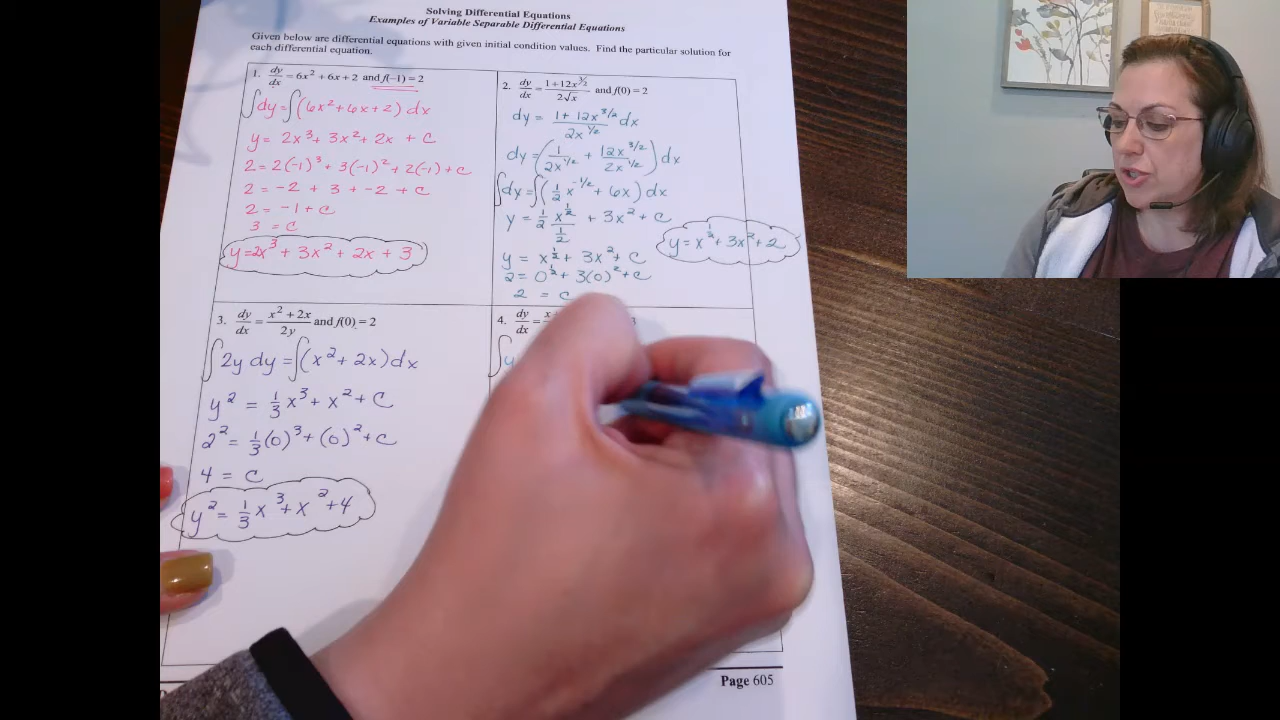 Solving Differential Equations
Examples of Variable Separable Differential Equations
Given below are differential equations with given initial condition values. Find the particular solution for
each differential equation.
1. dy/dx = 6x² + 6x + 2 and f(−1) = 2
∫dy = ∫(6x² + 6x + 2) dx
y = 2x³ + 3x² + 2x + C
2 = 2(-1)³ + 3(-1)² + 2(-1) + C
2 = -2 + 3 + -2 + C
2 = -1 + C
3 = C
y = 2x³ + 3x² + 2x + 3
2. dy/dx = (1 + 12x^(3/2))/(2√x) and f(0) = 2
dy = (1 + 12x^(3/2))/(2x^(1/2)) dx
dy = (1/(2x^(1/2)) + 12x^(3/2)/(2x^(1/2))) dx
∫dx = ∫(½x^(-1/2) + 6x) dx
y = ½ x^(1/2)/(1/2) + 3x² + C
y = x^(1/2) + 3x² + C
2 = 0^(1/2) + 3(0)² + C
2 = C
y = x^(1/2) + 3x² + 2
3. dy/dx = (x² + 2x)/(2y) and f(0) = 2
∫2y dy = ∫(x² + 2x) dx
y² = ⅓x³ + x² + C
2² = ⅓(0)³ + (0)² + C
4 = C
y² = ⅓x³ + x² + 4
4. dy/dx =
∫y
Page 605